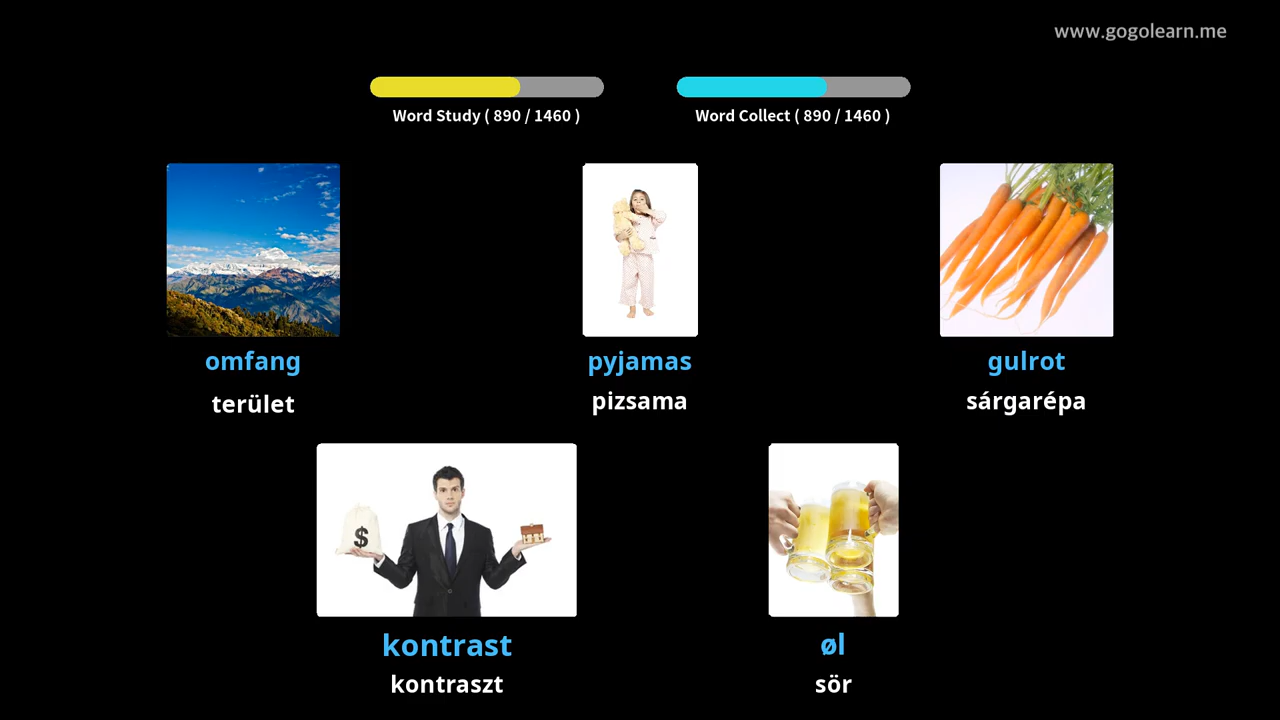 www.gogolearn.me
Word Study ( 890 / 1460 )
Word Collect ( 890 / 1460 )
omfang
pyjamas
gulrot
terület
pizsama
sárgarépa
$
kontrast
øl
kontraszt
sör